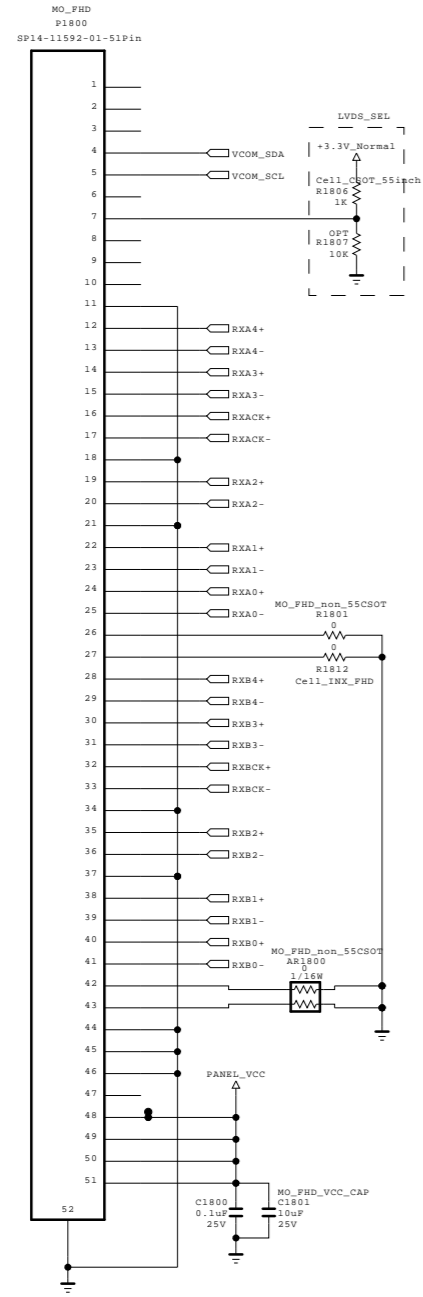 MO_FHD
P1800
SP14-11592-01-51Pin
1
2
3
4
VCOM_SDA
5
VCOM_SCL
6
7
8
9
10
LVDS_SEL
+3.3V_Normal
Cell_CSOT_55inch
R1806
1K
OPT
R1807
10K
11
12
RXA4+
13
RXA4-
14
RXA3+
15
RXA3-
16
RXACK+
17
RXACK-
18
19
RXA2+
20
RXA2-
21
22
RXA1+
23
RXA1-
24
RXA0+
25
RXA0-
MO_FHD_non_55CSOT
R1801
0
26
27
0
R1812
Cell_INX_FHD
28
RXB4+
29
RXB4-
30
RXB3+
31
RXB3-
32
RXBCK+
33
RXBCK-
34
35
RXB2+
36
RXB2-
37
38
RXB1+
39
RXB1-
40
RXB0+
41
RXB0-
MO_FHD_non_55CSOT
AR1800
0
1/16W
42
43
44
45
46
PANEL_VCC
47
48
49
50
51
C1800
0.1uF
25V
MO_FHD_VCC_CAP
C1801
10uF
25V
52